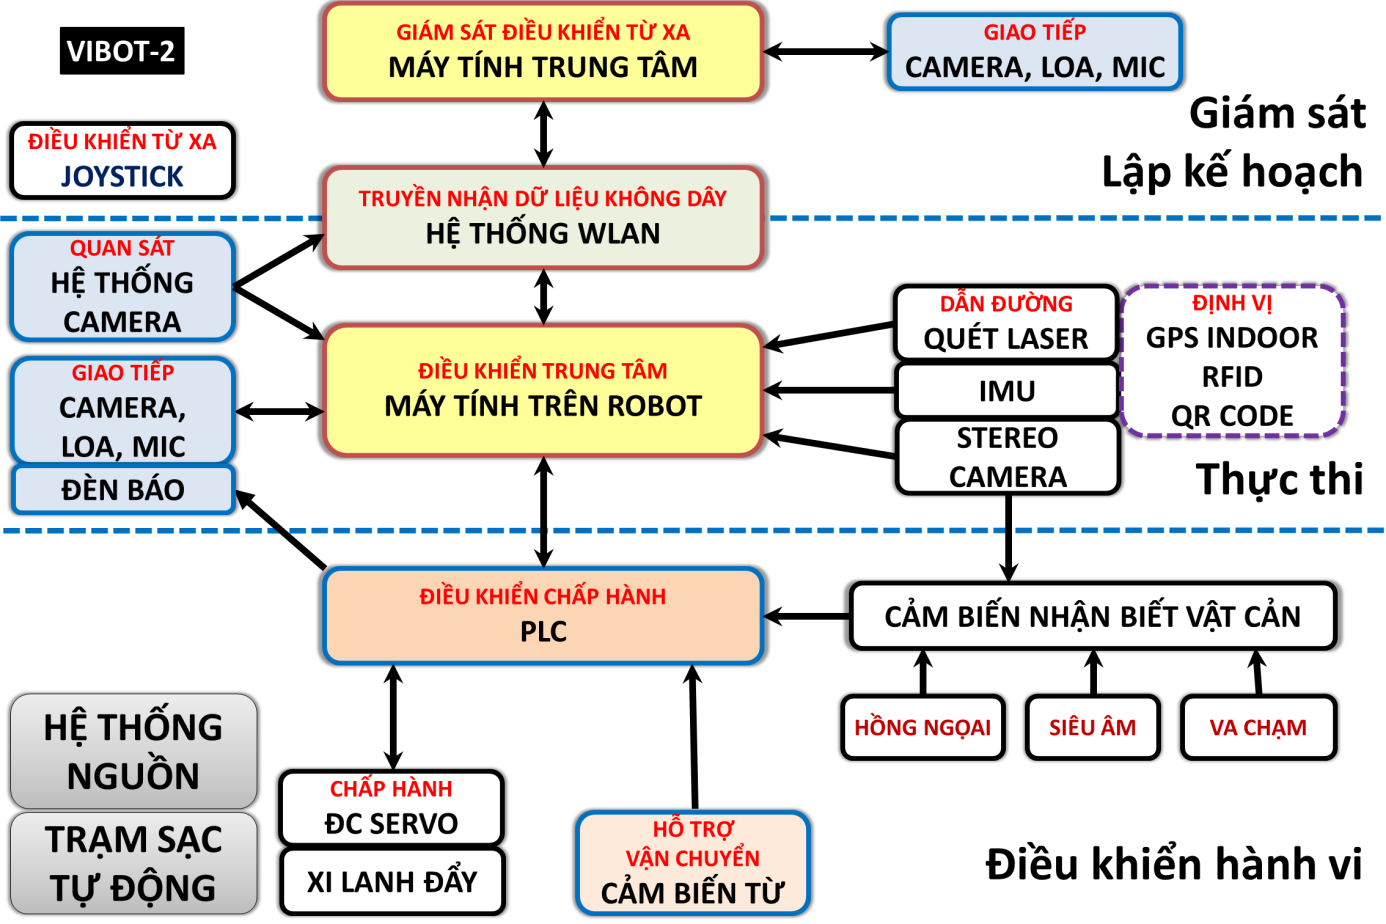 VIBOT-2
GIÁM SÁT ĐIỀU KHIỂN TỪ XA
MÁY TÍNH TRUNG TÂM
GIAO TIẾP
CAMERA, LOA, MIC
Giám sát
Lập kế hoạch
ĐIỀU KHIỂN TỪ XA
JOYSTICK
TRUYỀN NHẬN DỮ LIỆU KHÔNG DÂY
HỆ THỐNG WLAN
QUAN SÁT
HỆ THỐNG
CAMERA
GIAO TIẾP
CAMERA,
LOA, MIC
ĐÈN BÁO
ĐIỀU KHIỂN TRUNG TÂM
MÁY TÍNH TRÊN ROBOT
DẪN ĐƯỜNG
QUÉT LASER
IMU
STEREO
CAMERA
ĐỊNH VỊ
GPS INDOOR
RFID
QR CODE
Thực thi
ĐIỀU KHIỂN CHẤP HÀNH
PLC
CẢM BIẾN NHẬN BIẾT VẬT CẢN
HỒNG NGOẠI
SIÊU ÂM
VA CHẠM
HỆ THỐNG
NGUỒN
TRẠM SẠC
TỰ ĐỘNG
CHẤP HÀNH
ĐC SERVO
XI LANH ĐẨY
HỖ TRỢ
VẬN CHUYỂN
CẢM BIẾN TỪ
Điều khiển hành vi